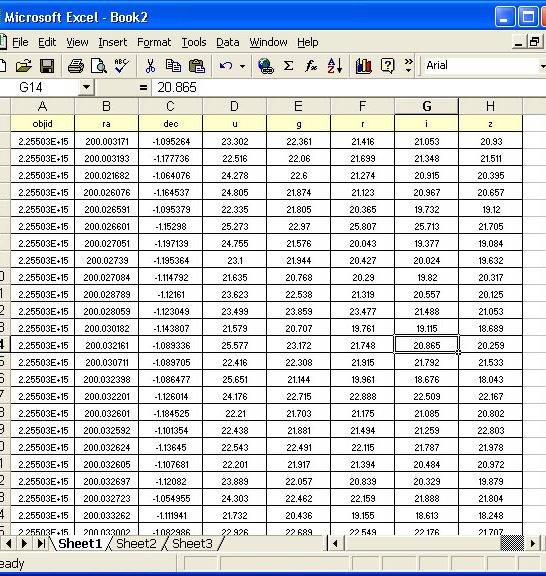 Microsoft Excel - Book2
File Edit View Insert Format Tools Data Window Help
ABC Σ fx A Z ? » Arial
G14 = 20.865
A B C D E F G H
objid ra dec u g r i z
2.25503E+15 200.003171 -1.095264 23.302 22.361 21.416 21.053 20.93
2.25503E+15 200.003193 -1.177736 22.516 22.06 21.699 21.348 21.511
2.25503E+15 200.021682 -1.064076 24.278 22.6 21.274 20.915 20.395
2.25503E+15 200.026076 -1.164537 24.805 21.874 21.123 20.967 20.657
2.25503E+15 200.026591 -1.095379 22.335 21.805 20.365 19.732 19.12
2.25503E+15 200.026601 -1.15298 25.273 22.97 25.807 25.713 21.705
2.25503E+15 200.027051 -1.197139 24.755 21.576 20.043 19.377 19.084
2.25503E+15 200.02739 -1.195364 23.1 21.944 20.427 20.024 19.632
0 2.25503E+15 200.027084 -1.114792 21.635 20.768 20.29 19.82 20.317
1 2.25503E+15 200.028789 -1.12161 23.623 22.538 21.319 20.557 20.125
2 2.25503E+15 200.028059 -1.123049 23.499 23.859 23.477 21.488 21.053
3 2.25503E+15 200.030182 -1.143807 21.579 20.707 19.761 19.115 18.689
4 2.25503E+15 200.032161 -1.089336 25.577 23.172 21.748 20.865 20.259
5 2.25503E+15 200.030711 -1.089705 22.416 22.308 21.915 21.792 21.533
6 2.25503E+15 200.032398 -1.086477 25.651 21.144 19.961 18.676 18.043
7 2.25503E+15 200.032201 -1.126014 24.176 22.715 22.888 22.509 22.167
8 2.25503E+15 200.032601 -1.184525 22.21 21.703 21.175 21.085 20.802
9 2.25503E+15 200.032592 -1.101354 22.438 21.881 21.494 21.259 22.803
0 2.25503E+15 200.032624 -1.13645 22.543 22.491 22.115 21.787 21.978
1 2.25503E+15 200.032605 -1.107681 22.201 21.917 21.394 20.484 20.972
2 2.25503E+15 200.032697 -1.12082 23.889 22.057 20.839 20.329 19.879
3 2.25503E+15 200.032723 -1.054955 24.303 22.462 22.159 21.888 21.804
4 2.25503E+15 200.033262 -1.111941 21.732 20.436 19.155 18.613 18.248
5 2.25503E+15 200.033002 -1.082986 22.926 22.689 22.549 22.176 21.707
Sheet1 Sheet2 Sheet3
eady